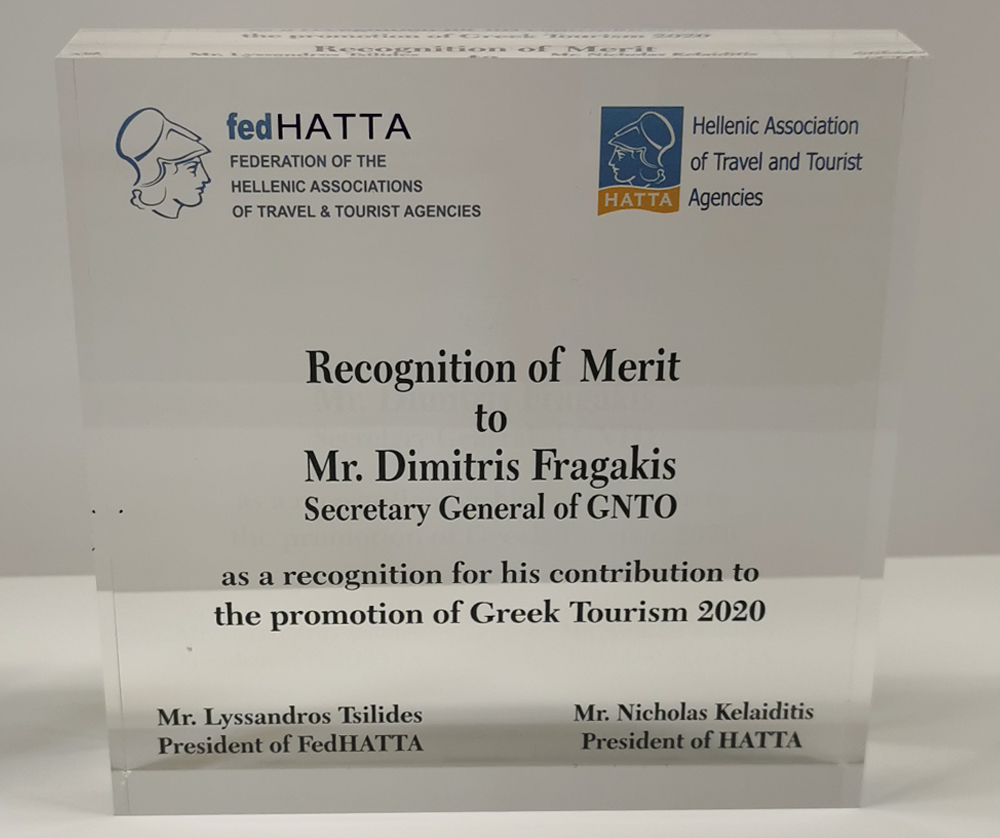 fedHATTA
FEDERATION OF THE
HELLENIC ASSOCIATIONS
OF TRAVEL & TOURIST AGENCIES
HATTA
Hellenic Association
of Travel and Tourist
Agencies
Recognition of Merit
to
Mr. Dimitris Fragakis
Secretary General of GNTO
as a recognition for his contribution to
the promotion of Greek Tourism 2020
Mr. Lyssandros Tsilides
President of FedHATTA
Mr. Nicholas Kelaiditis
President of HATTA